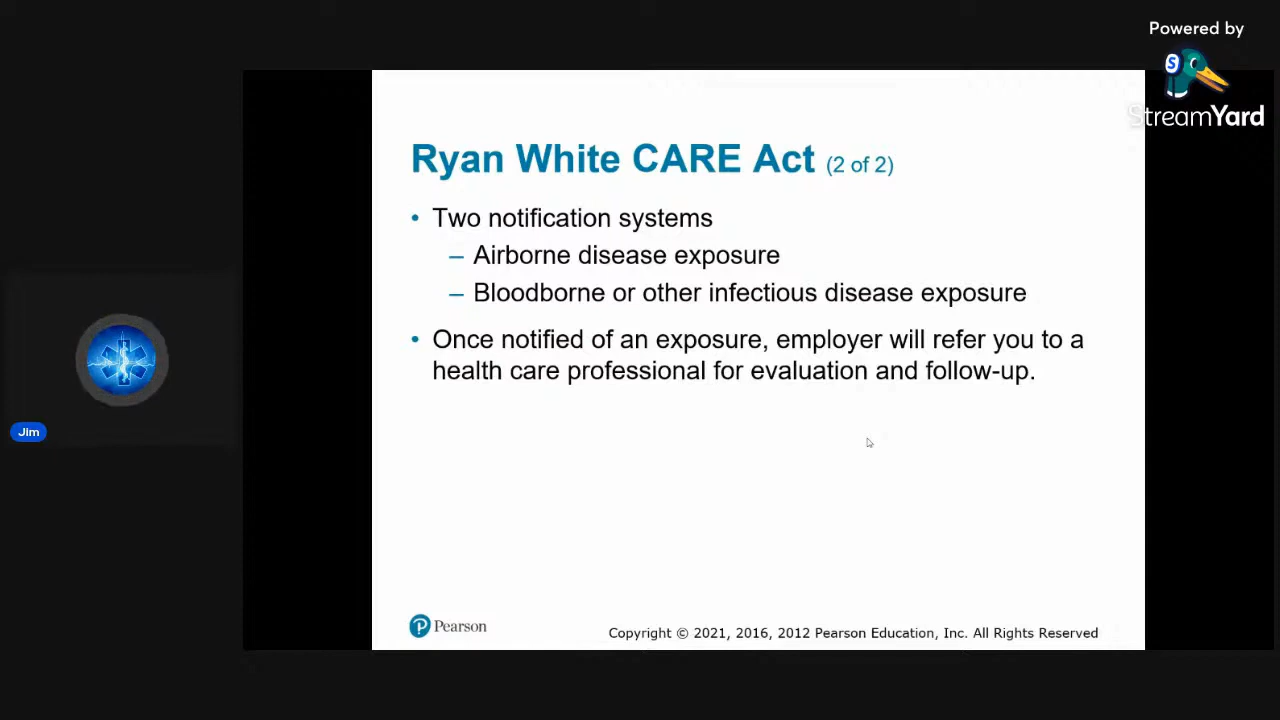 Powered by
StreamYard
Ryan White CARE Act (2 of 2)
• Two notification systems
– Airborne disease exposure
– Bloodborne or other infectious disease exposure
• Once notified of an exposure, employer will refer you to a
health care professional for evaluation and follow-up.
Jim
Pearson
Copyright © 2021, 2016, 2012 Pearson Education, Inc. All Rights Reserved